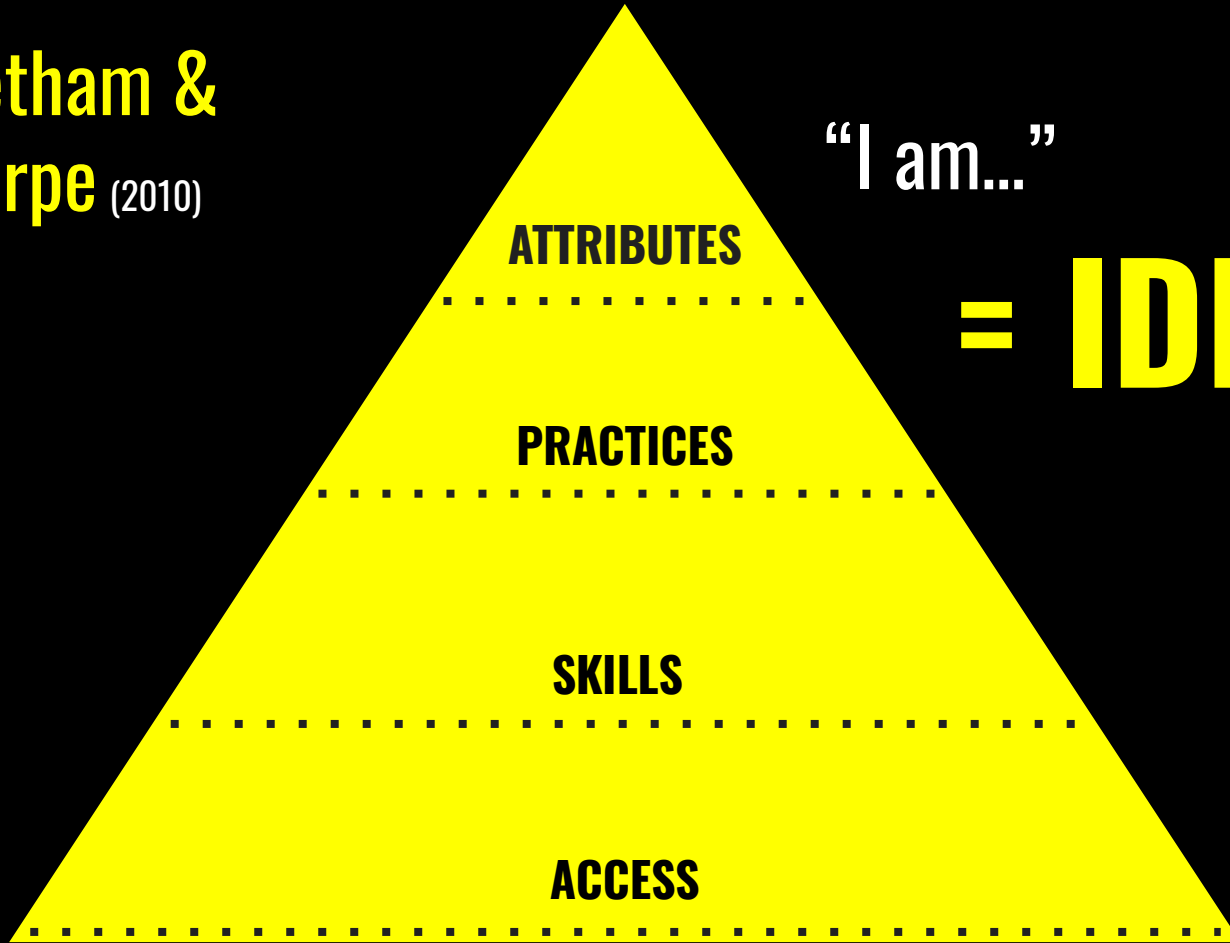 etham &
rpe (2010)
“I am...”
ATTRIBUTES
= ID
PRACTICES
SKILLS
ACCESS